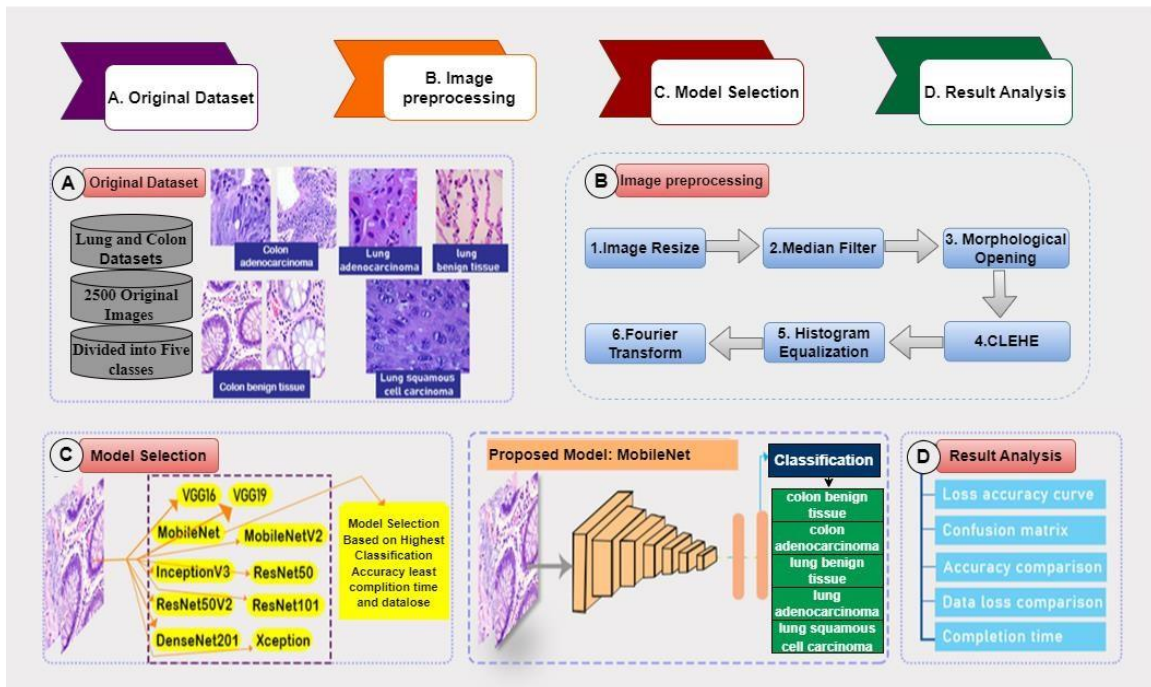 A. Original Dataset
B. Image
preprocessing
C. Model Selection
D. Result Analysis
A
Original Dataset
Lung and Colon
Datasets
2500 Original
Images
Divided into Five
classes
Colon
adenocarcinoma
Lung
adenocarcinoma
lung
benign tissue
Colon benign tissue
Lung squamous
cell carcinoma
B
Image preprocessing
1.Image Resize
2.Median Filter
3. Morphological
Opening
4.CLEHE
5. Histogram
Equalization
6.Fourier
Transform
C
Model Selection
VGG16
VGG19
MobileNet
MobileNetV2
InceptionV3
ResNet50
ResNet50V2
ResNet101
DenseNet201
Xception
Model Selection
Based on Highest
Classification
Accuracy least
complition time
and datalose
Proposed Model: MobileNet
Classification
colon benign
tissue
colon
adenocarcinoma
lung benign
tissue
lung
adenocarcinoma
lung squamous
cell carcinoma
D
Result Analysis
Loss accuracy curve
Confusion matrix
Accuracy comparison
Data loss comparison
Completion time